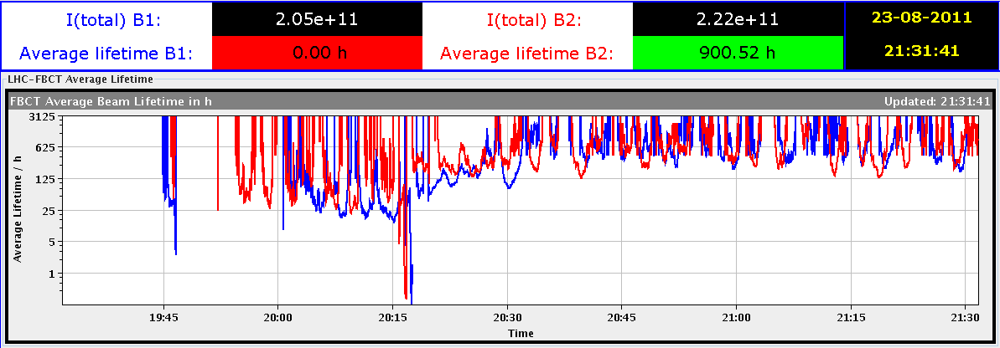 I(total) B1: 2.05e+11 I(total) B2: 2.22e+11 23-08-2011
Average lifetime B1: 0.00 h Average lifetime B2: 900.52 h 21:31:41
LHC-FBCT Average Lifetime
FBCT Average Beam Lifetime in h Updated: 21:31:41
3125
625
125
25
5
1
Average Lifetime / h
19:45 20:00 20:15 20:30 20:45 21:00 21:15 21:30
Time